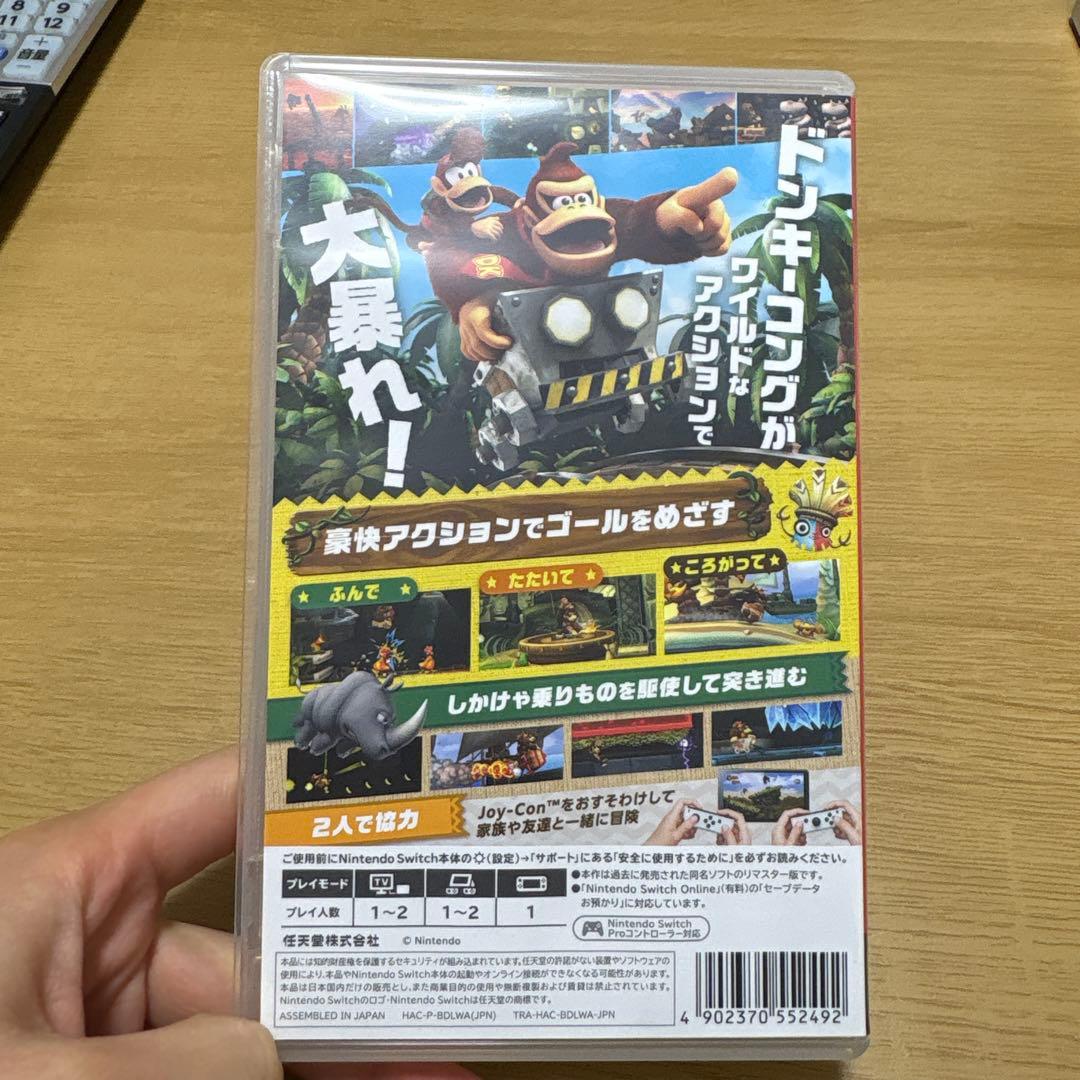 8
9
11
12
＋
音量
－
ドンキーコングが
ワイルドな
アクションで
大暴れ！
DK
豪快アクションでゴールをめざす
★ ふんで ★
★ たたいて ★
★ころがって★
しかけや乗りものを駆使して突き進む
2人で協力
Joy-Con™をおすそわけして
家族や友達と一緒に冒険
ご使用前にNintendo Switch本体の(設定)→「サポート」にある「安全に使用するために」を必ずお読みください。
プレイモード
TV
プレイ人数
1～2
1～2
1
●本作は過去に発売された同名ソフトのリマスター版です。
●「Nintendo Switch Online」(有料)の「セーブデータ
お預かり」に対応しています。
Nintendo Switch
Proコントローラー対応
任天堂株式会社 © Nintendo
本品には知的財産権を保護するセキュリティが組み込まれています。任天堂の許諾がない装置やソフトウェアの
使用により、本品やNintendo Switch本体の起動やオンライン接続ができなくなる可能性があります。
本品は日本国内だけの販売とし、また商業目的の使用や無断複製および賃貸は禁止されています。
Nintendo Switchのロゴ・Nintendo Switchは任天堂の商標です。
ASSEMBLED IN JAPAN HAC-P-BDLWA(JPN) TRA-HAC-BDLWA-JPN
4 902370 552492